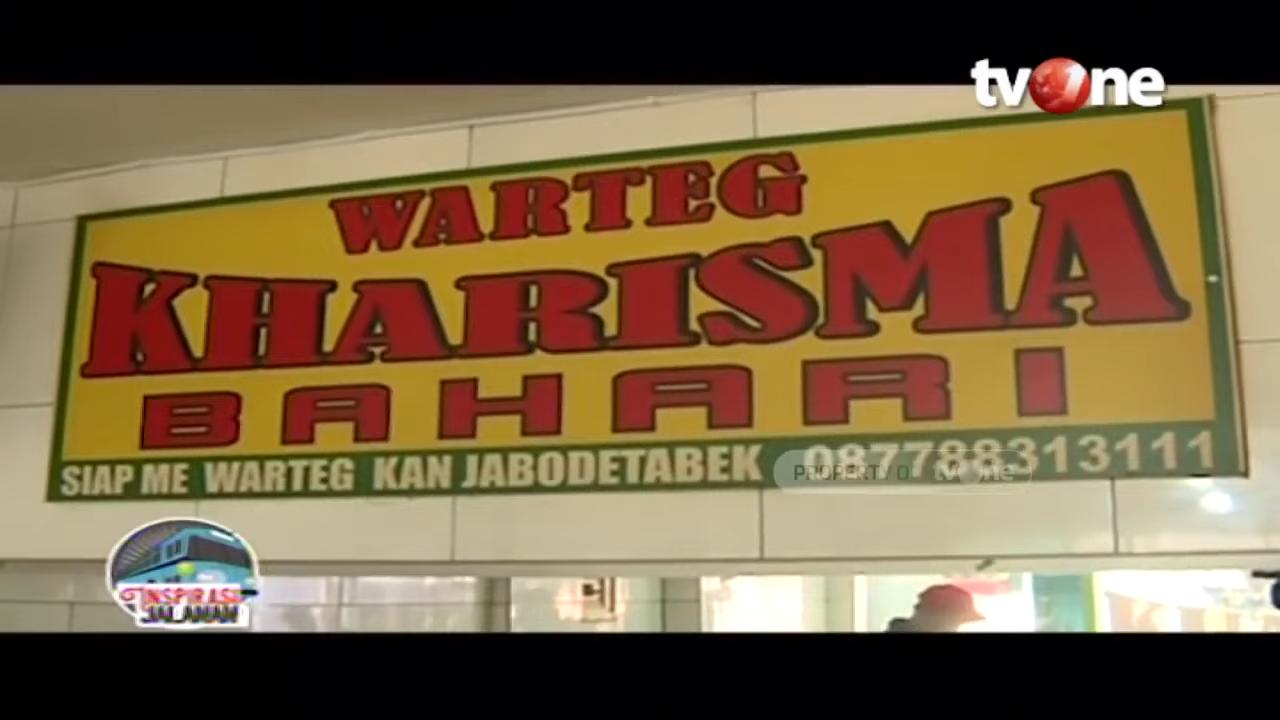 tvOne
WARTEG
KHARISMA
BAHARI
SIAP ME WARTEG KAN JABODETABEK 087788313111
PROPERTY OF tvOne
INSPIRASI
JALANAN